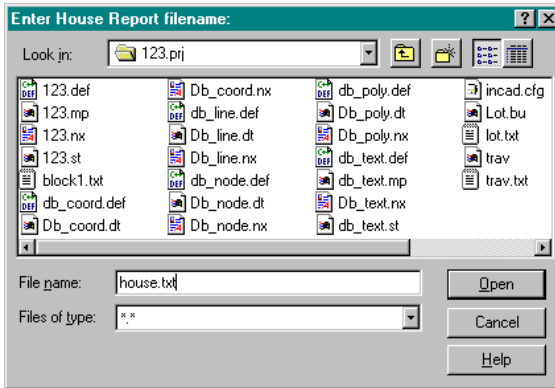 Enter House Report filename:
Look in: 123.prj
123.def Db_coord.nx db_poly.def incad.cfg
123.mp db_line.def Db_poly.dt Lot.bu
123.nx Db_line.dt Db_poly.nx lot.txt
123.st Db_line.nx db_text.def trav
block1.txt db_node.def db_text.mp trav.txt
db_coord.def Db_node.dt Db_text.nx
Db_coord.dt Db_node.nx db_text.st
File name: house.txt Open
Files of type: *.* Cancel
Help